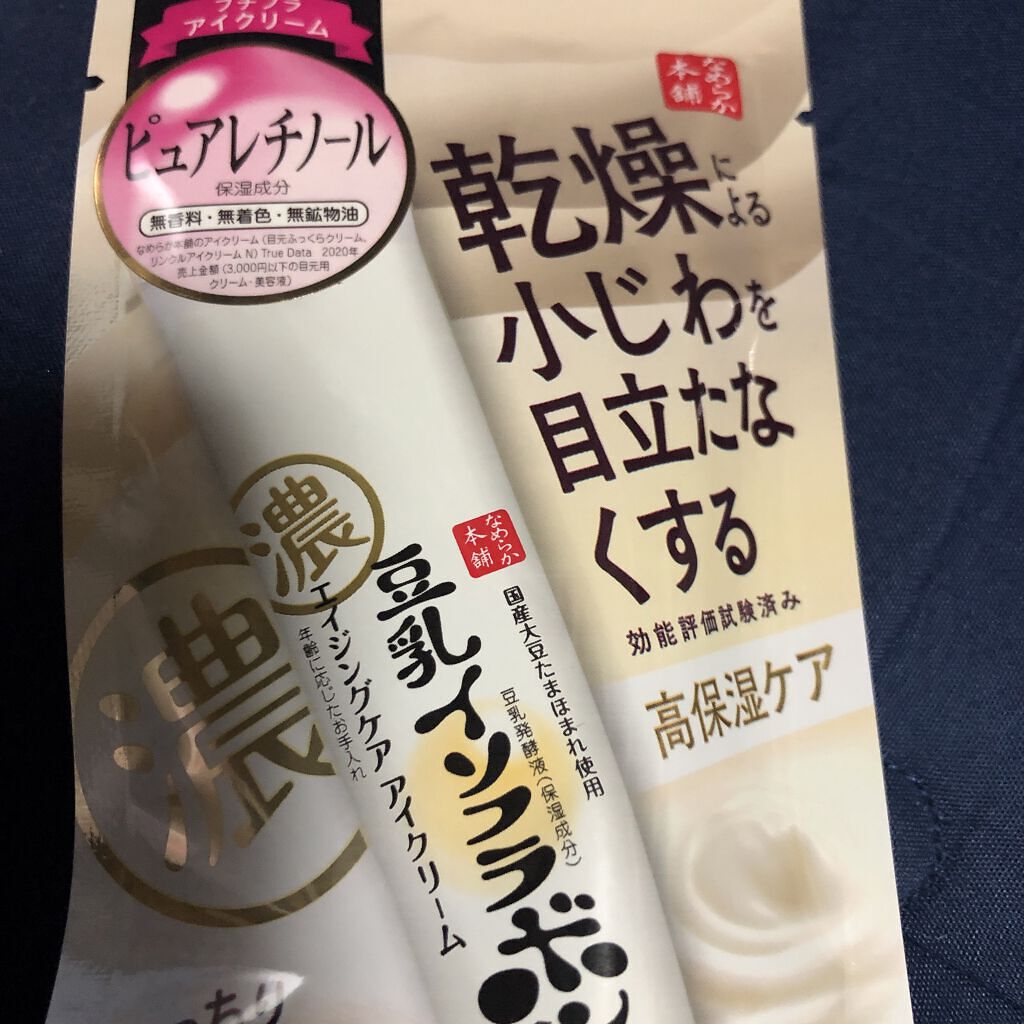 プチプラ
アイクリーム
ピュアレチノール
保湿成分
無香料・無着色・無鉱物油
なめらか本舗のアイクリーム(目元ふっくらクリーム、
リンクルアイクリーム N) True Data 2020年
売上金額(3,000円以下の目元用
クリーム・美容液)
なめらか
本舗
乾燥による
小じわを
目立たな
くする
効能評価試験済み
高保湿ケア
濃
濃
なめらか
本舗
国産大豆たまほまれ使用
豆乳発酵液(保湿成分)
豆乳イソフラボン
エイジングケア アイクリーム
年齢に応じたお手入れ